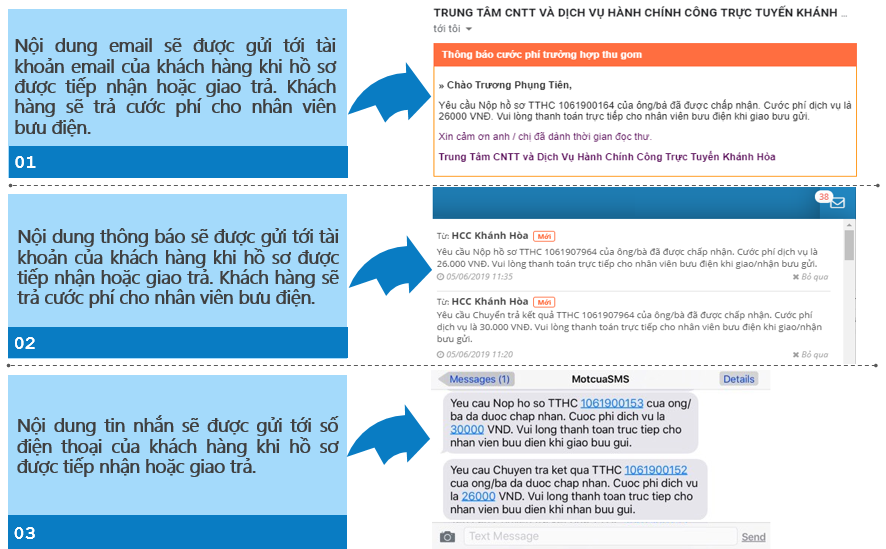 Nội dung email sẽ được gửi tới tài
khoản email của khách hàng khi hồ sơ
được tiếp nhận hoặc giao trả. Khách
hàng sẽ trả cước phí cho nhân viên
bưu điện.
01
TRUNG TÂM CNTT VÀ DỊCH VỤ HÀNH CHÍNH CÔNG TRỰC TUYẾN KHÁNH ...
tới tôi
Thông báo cước phí trường hợp thu gom
» Chào Trương Phụng Tiên,
Yêu cầu Nộp hồ sơ TTHC 1061900164 của ông/bà đã được chấp nhận. Cước phí dịch vụ là
26000 VNĐ. Vui lòng thanh toán trực tiếp cho nhân viên bưu điện khi giao bưu gửi.
Xin cảm ơn anh / chị đã dành thời gian đọc thư.
Trung Tâm CNTT và Dịch Vụ Hành Chính Công Trực Tuyến Khánh Hòa
Nội dung thông báo sẽ được gửi tới tài
khoản của khách hàng khi hồ sơ được
tiếp nhận hoặc giao trả. Khách hàng sẽ
trả cước phí cho nhân viên bưu điện.
02
38
Từ: HCC Khánh Hòa Mới
Yêu cầu Nộp hồ sơ TTHC 1061907964 của ông/bà đã được chấp nhận. Cước phí dịch vụ là
26.000 VNĐ. Vui lòng thanh toán trực tiếp cho nhân viên bưu điện khi giao/nhận bưu gửi.
05/06/2019 11:35 ✖ Bỏ qua
Từ: HCC Khánh Hòa Mới
Yêu cầu Chuyển trả kết quả TTHC 1061907964 của ông/bà đã được chấp nhận. Cước phí
dịch vụ là 30.000 VNĐ. Vui lòng thanh toán trực tiếp cho nhân viên bưu điện khi giao/nhận
bưu gửi.
05/06/2019 11:20 ✖ Bỏ qua
Nội dung tin nhắn sẽ được gửi tới số
điện thoại của khách hàng khi hồ sơ
được tiếp nhận hoặc giao trả.
03
Messages (1) MotcuaSMS Details
Yeu cau Nop ho so TTHC 1061900153 cua ong/
ba da duoc chap nhan. Cuoc phi dich vu la
30000 VND. Vui long thanh toan truc tiep cho
nhan vien buu dien khi giao buu gui.
Yeu cau Chuyen tra ket qua TTHC 1061900152
cua ong/ba da duoc chap nhan. Cuoc phi dich vu
la 26000 VND. Vui long thanh toan truc tiep cho
nhan vien buu dien khi nhan buu gui.
Text Message Send